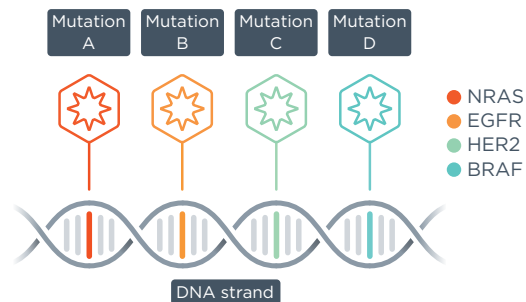 Mutation
A
Mutation
B
Mutation
C
Mutation
D
NRAS
EGFR
HER2
BRAF
DNA strand